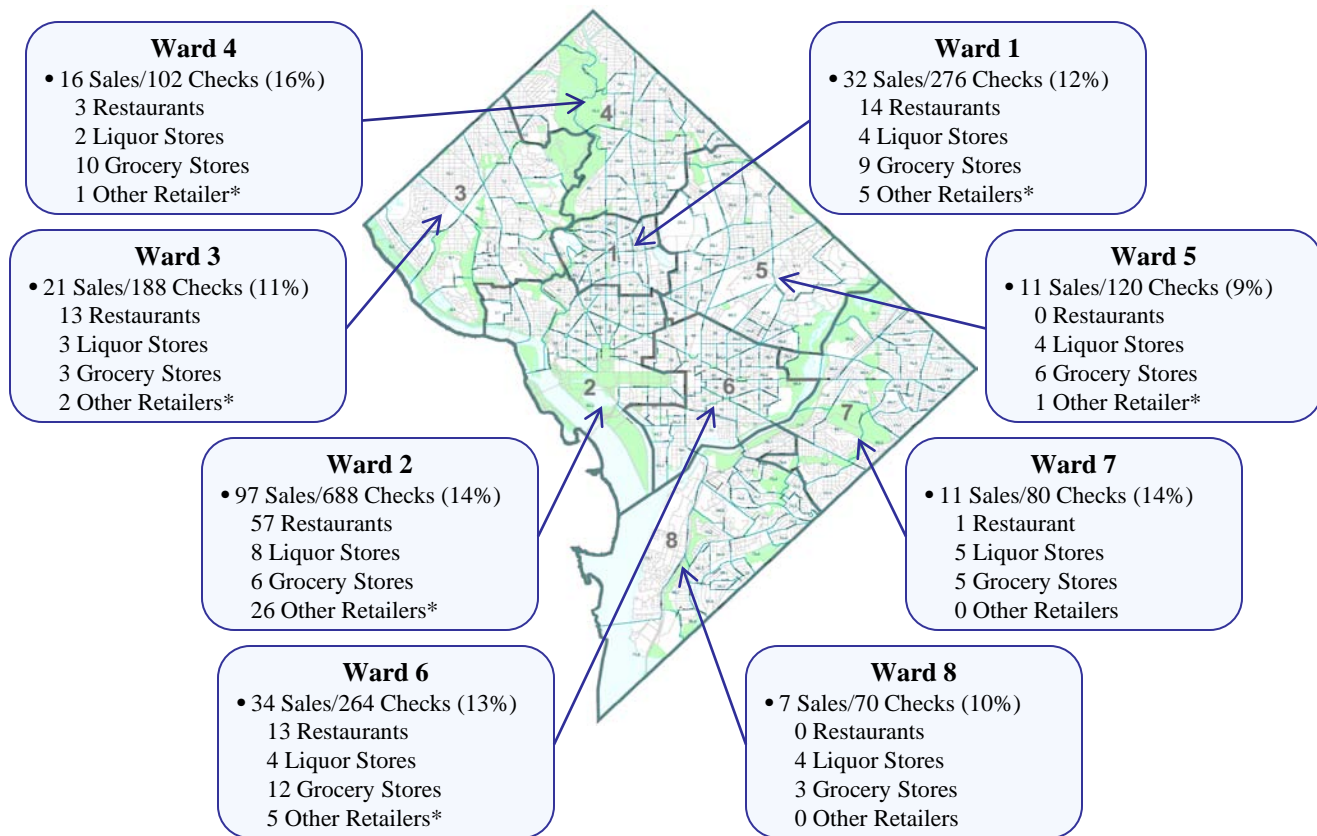 Ward 4
• 16 Sales/102 Checks (16%)
3 Restaurants
2 Liquor Stores
10 Grocery Stores
1 Other Retailer*
Ward 1
• 32 Sales/276 Checks (12%)
14 Restaurants
4 Liquor Stores
9 Grocery Stores
5 Other Retailers*
Ward 3
• 21 Sales/188 Checks (11%)
13 Restaurants
3 Liquor Stores
3 Grocery Stores
2 Other Retailers*
Ward 5
• 11 Sales/120 Checks (9%)
0 Restaurants
4 Liquor Stores
6 Grocery Stores
1 Other Retailer*
Ward 2
• 97 Sales/688 Checks (14%)
57 Restaurants
8 Liquor Stores
6 Grocery Stores
26 Other Retailers*
Ward 7
• 11 Sales/80 Checks (14%)
1 Restaurant
5 Liquor Stores
5 Grocery Stores
0 Other Retailers
Ward 6
• 34 Sales/264 Checks (13%)
13 Restaurants
4 Liquor Stores
12 Grocery Stores
5 Other Retailers*
Ward 8
• 7 Sales/70 Checks (10%)
0 Restaurants
4 Liquor Stores
3 Grocery Stores
0 Other Retailers
4
3
1
5
2
6
7
8